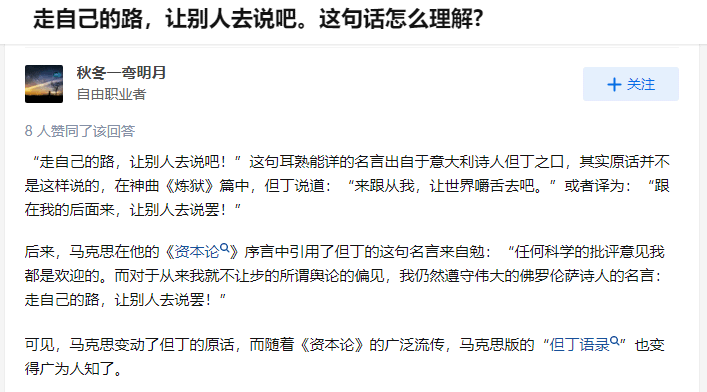 走自己的路，让别人去说吧。这句话怎么理解？
秋冬一弯明月
自由职业者
+ 关注
8 人赞同了该回答
“走自己的路，让别人去说吧！”这句耳熟能详的名言出自于意大利诗人但丁之口，其实原话并不
是这样说的，在神曲《炼狱》篇中，但丁说道：“来跟从我，让世界嚼舌去吧。”或者译为：“跟
在我的后面来，让别人去说罢！”
后来，马克思在他的《资本论》序言中引用了但丁的这句名言来自勉：“任何科学的批评意见我
都是欢迎的。而对于从来我就不让步的所谓舆论的偏见，我仍然遵守伟大的佛罗伦萨诗人的名言：
走自己的路，让别人去说罢！”
可见，马克思变动了但丁的原话，而随着《资本论》的广泛流传，马克思版的“但丁语录”也变
得广为人知了。